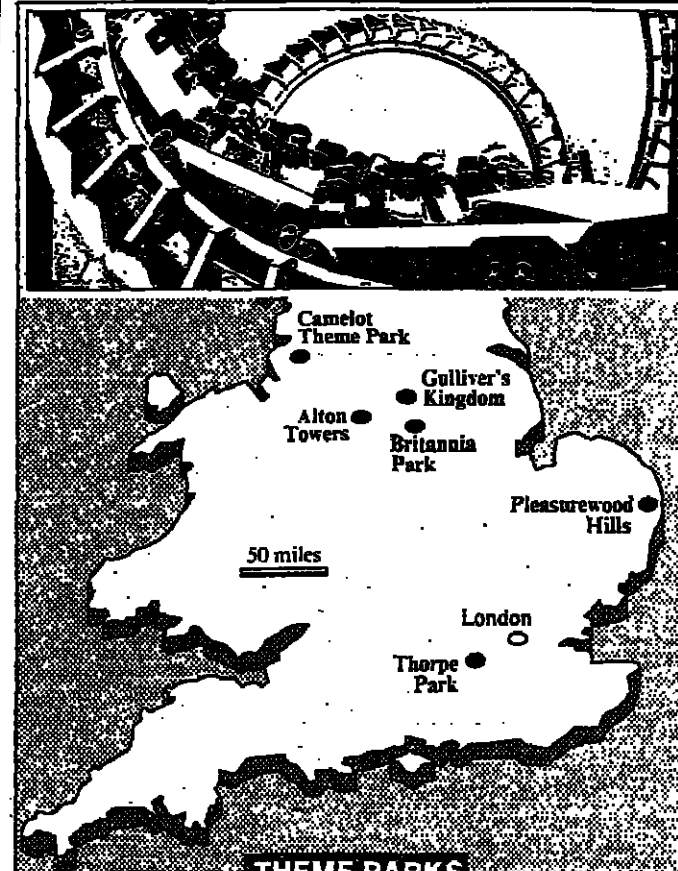 Camelot
Theme Park
Gulliver's
Kingdom
Alton
Towers
Britannia
Park
Pleasurewood
Hills
50 miles
London
Thorpe
Park
THEME PARKS